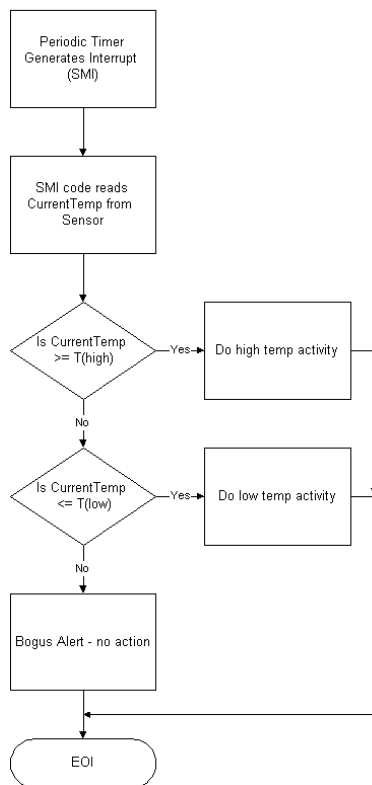 Periodic Timer
Generates Interrupt
(SMI)
SMI code reads
CurrentTemp from
Sensor
Is CurrentTemp
>= T(high)
Yes
Do high temp activity
No
Is CurrentTemp
<= T(low)
Yes
Do low temp activity
No
Bogus Alert - no action
EOI